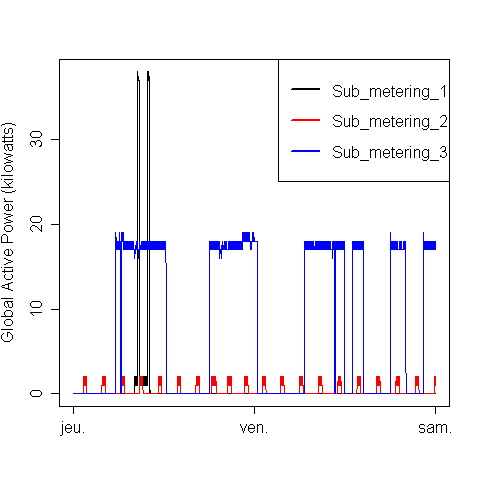 Sub_metering_1
Sub_metering_2
Sub_metering_3
Global Active Power (kilowatts)
30
20
10
0
jeu.
ven.
sam.